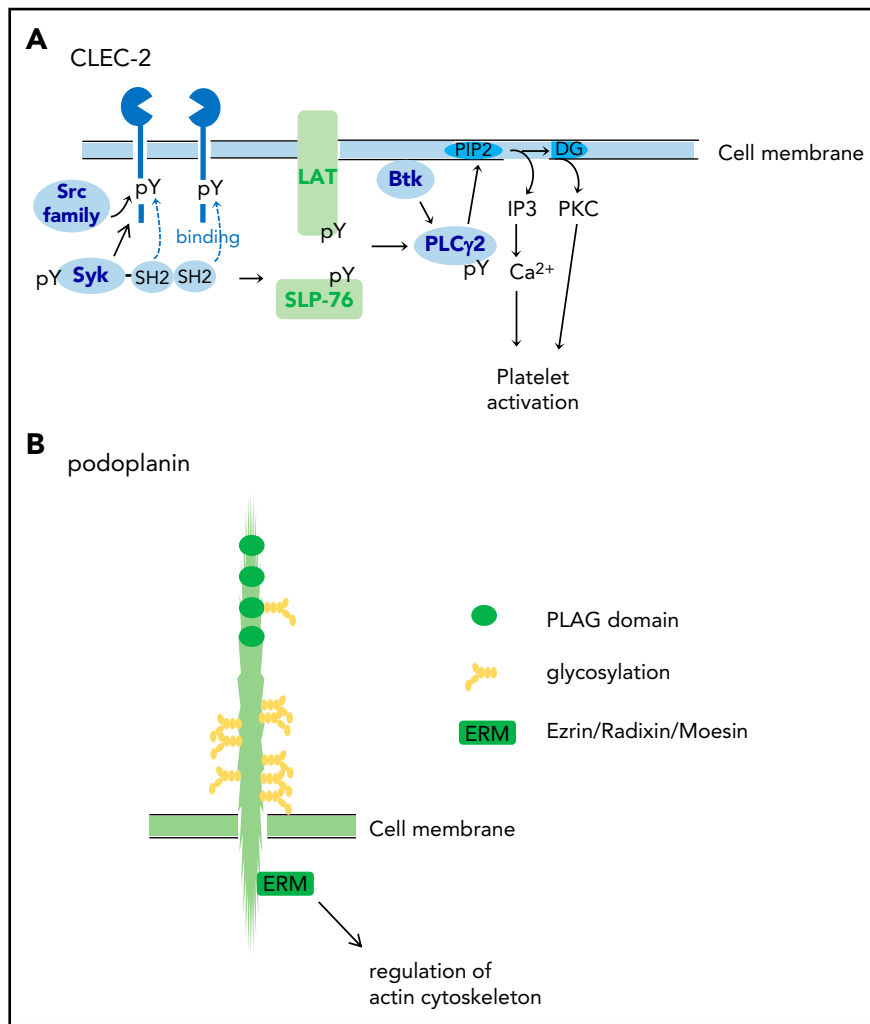 A
CLEC-2
Cell membrane
PIP2
DG
LAT
Btk
Src
family
pY
pY
IP3
PKC
binding
pY
PLCγ2
pY
Syk
SH2
SH2
pY
pY
Ca²⁺
SLP-76
Platelet
activation
B
podoplanin
PLAG domain
glycosylation
ERM
Ezrin/Radixin/Moesin
Cell membrane
ERM
regulation of
actin cytoskeleton